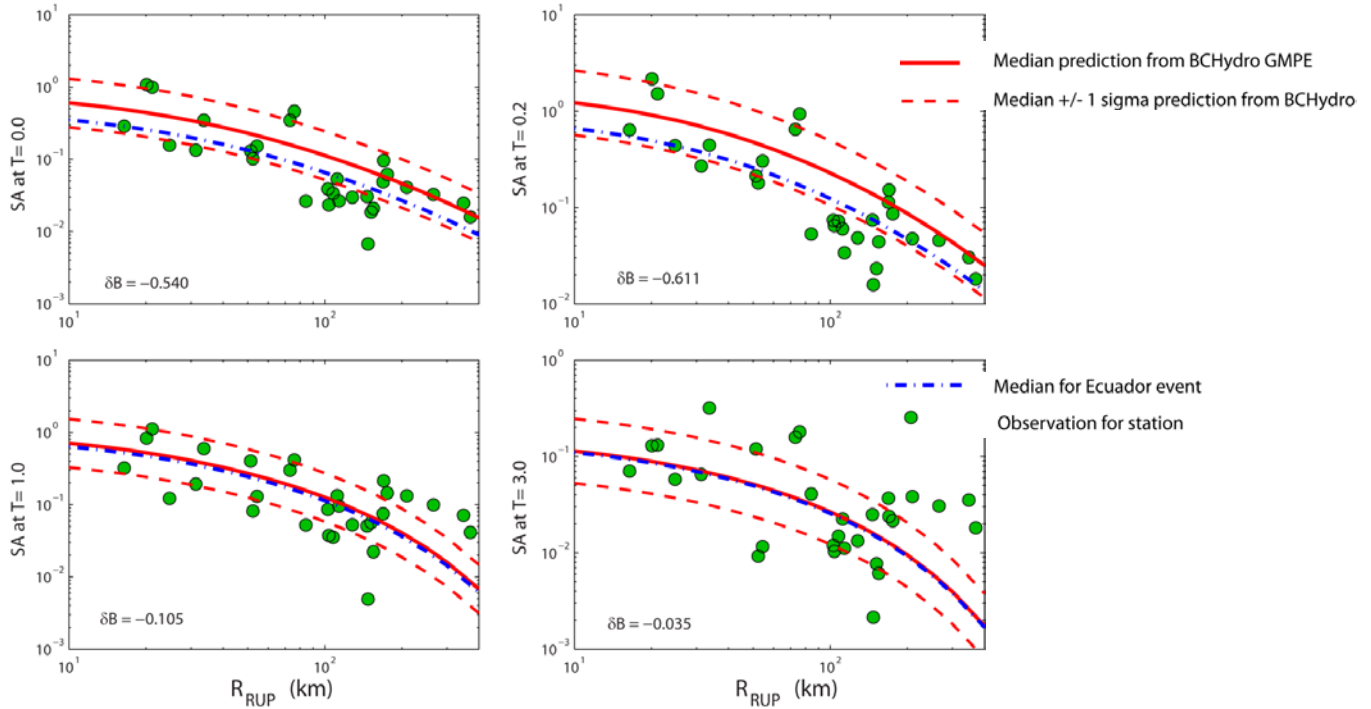 10¹
10⁰
10⁻¹
10⁻²
10⁻³
SA at T= 0.0
δB = −0.540
10¹
10²
10¹
10⁰
10⁻¹
10⁻²
SA at T= 0.2
δB = −0.611
10¹
10²
Median prediction from BCHydro GMPE
Median +/- 1 sigma prediction from BCHydro
10¹
10⁰
10⁻¹
10⁻²
10⁻³
SA at T= 1.0
δB = −0.105
10¹
10²
R_RUP (km)
10⁰
10⁻¹
10⁻²
10⁻³
SA at T= 3.0
δB = −0.035
10¹
10²
R_RUP (km)
Median for Ecuador event
Observation for station